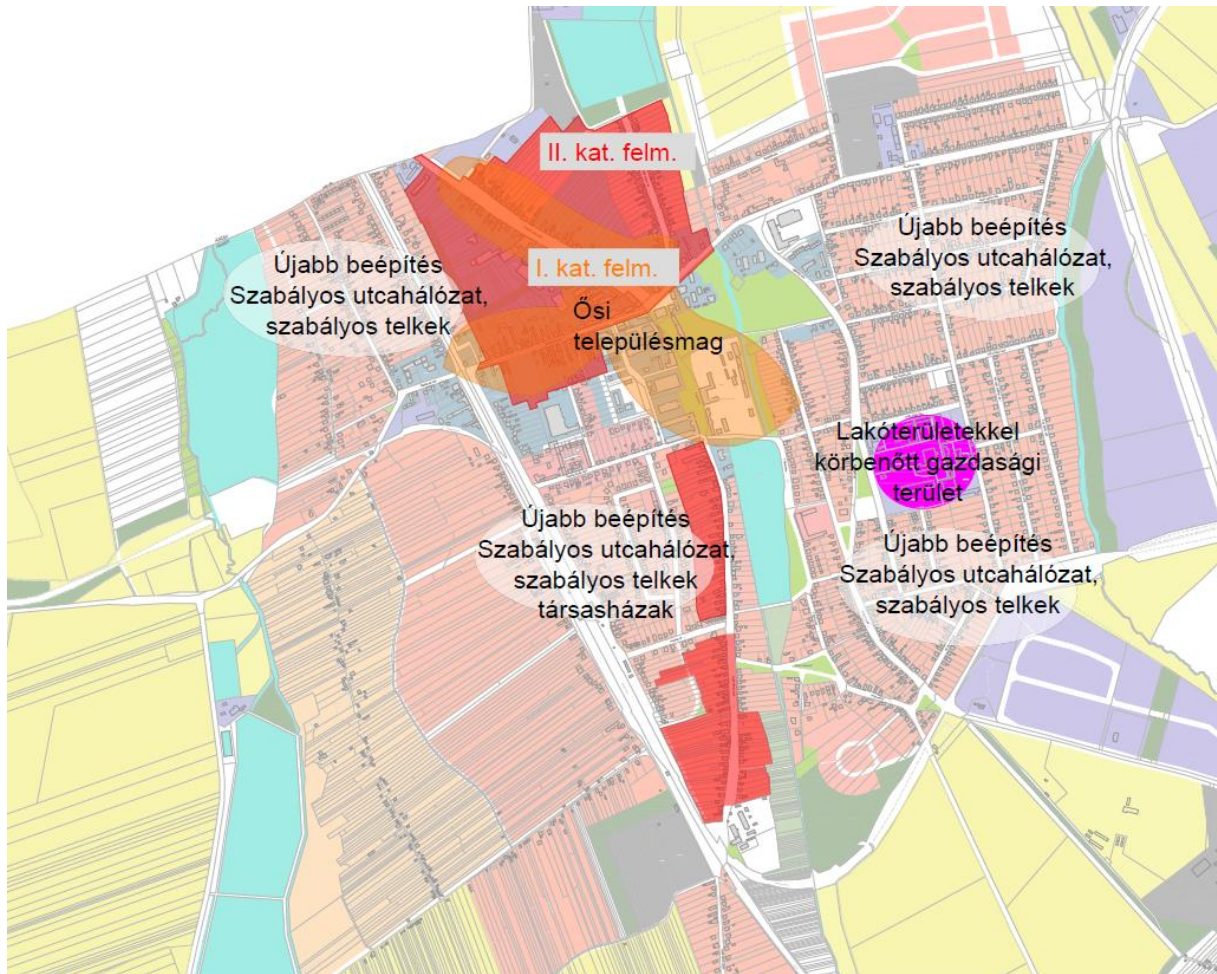 II. kat. felm.
I. kat. felm.
Ősi
településmag
Újabb beépítés
Szabályos utcahálózat,
szabályos telkek
Újabb beépítés
Szabályos utcahálózat,
szabályos telkek
Lakóterületekkel
körbenőtt gazdasági
terület
Újabb beépítés
Szabályos utcahálózat,
szabályos telkek
társasházak
Újabb beépítés
Szabályos utcahálózat,
szabályos telkek